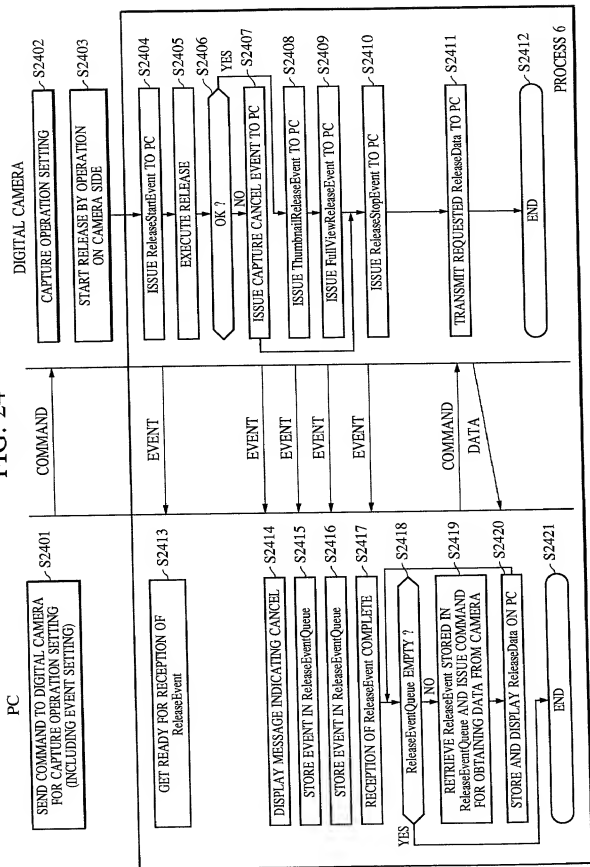 FIG. 24
PC
SEND COMMAND TO DIGITAL CAMERA
FOR CAPTURE OPERATION SETTING
(INCLUDING EVENT SETTING)
S2401
COMMAND
DIGITAL CAMERA
CAPTURE OPERATION SETTING
S2402
START RELEASE BY OPERATION
ON CAMERA SIDE
S2403
GET READY FOR RECEPTION OF
ReleaseEvent
S2413
EVENT
ISSUE ReleaseStartEvent TO PC
S2404
EXECUTE RELEASE
S2405
OK ?
S2406
YES
NO
DISPLAY MESSAGE INDICATING CANCEL
S2414
EVENT
ISSUE CAPTURE CANCEL EVENT TO PC
S2407
STORE EVENT IN ReleaseEventQueue
S2415
EVENT
ISSUE ThumbnailReleaseEvent TO PC
S2408
STORE EVENT IN ReleaseEventQueue
S2416
EVENT
ISSUE FullViewReleaseEvent TO PC
S2409
RECEPTION OF ReleaseEvent COMPLETE
S2417
EVENT
ISSUE ReleaseStopEvent TO PC
S2410
ReleaseEventQueue EMPTY ?
S2418
YES
NO
RETRIEVE ReleaseEvent STORED IN
ReleaseEventQueue AND ISSUE COMMAND
FOR OBTAINING DATA FROM CAMERA
S2419
COMMAND
DATA
TRANSMIT REQUESTED ReleaseData TO PC
S2411
STORE AND DISPLAY ReleaseData ON PC
S2420
END
S2421
END
S2412
PROCESS 6